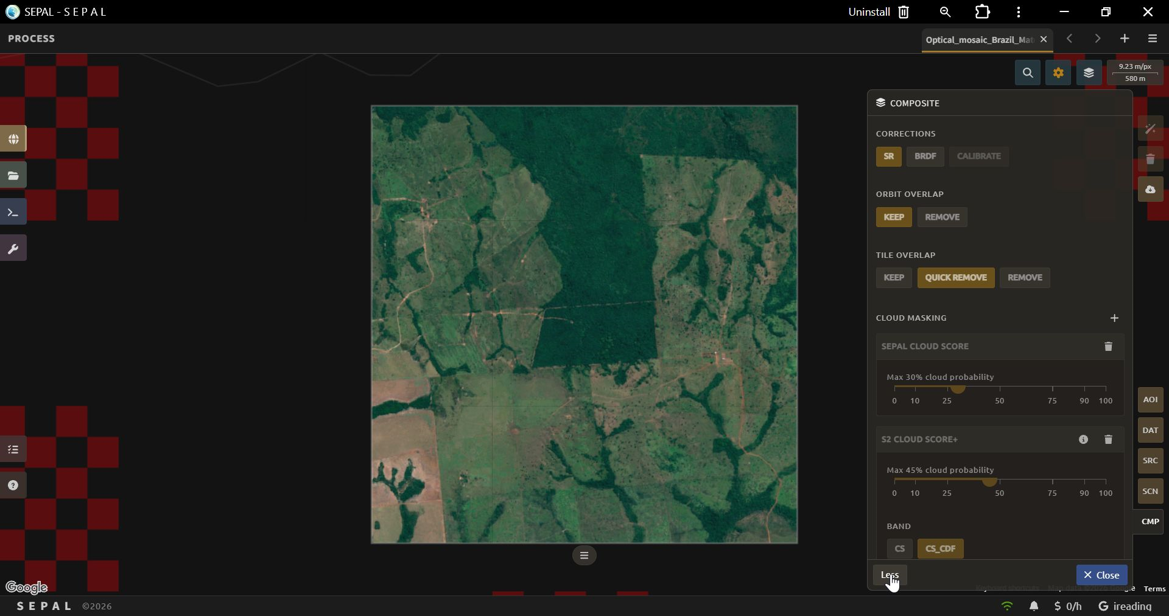 SEPAL - S E P A L
Uninstall
PROCESS
Optical_mosaic_Brazil_Mat
9.23 m/px
580 m
COMPOSITE
CORRECTIONS
SR BRDF CALIBRATE
ORBIT OVERLAP
KEEP REMOVE
TILE OVERLAP
KEEP QUICK REMOVE REMOVE
CLOUD MASKING
SEPAL CLOUD SCORE
Max 30% cloud probability
0 10 25 50 75 90 100
S2 CLOUD SCORE+
Max 45% cloud probability
0 10 25 50 75 90 100
BAND
CS CS_CDF
Less
Close
AOI
DAT
SRC
SCN
CMP
Google
Terms
S E P A L ©2026
$ 0/h
ireading